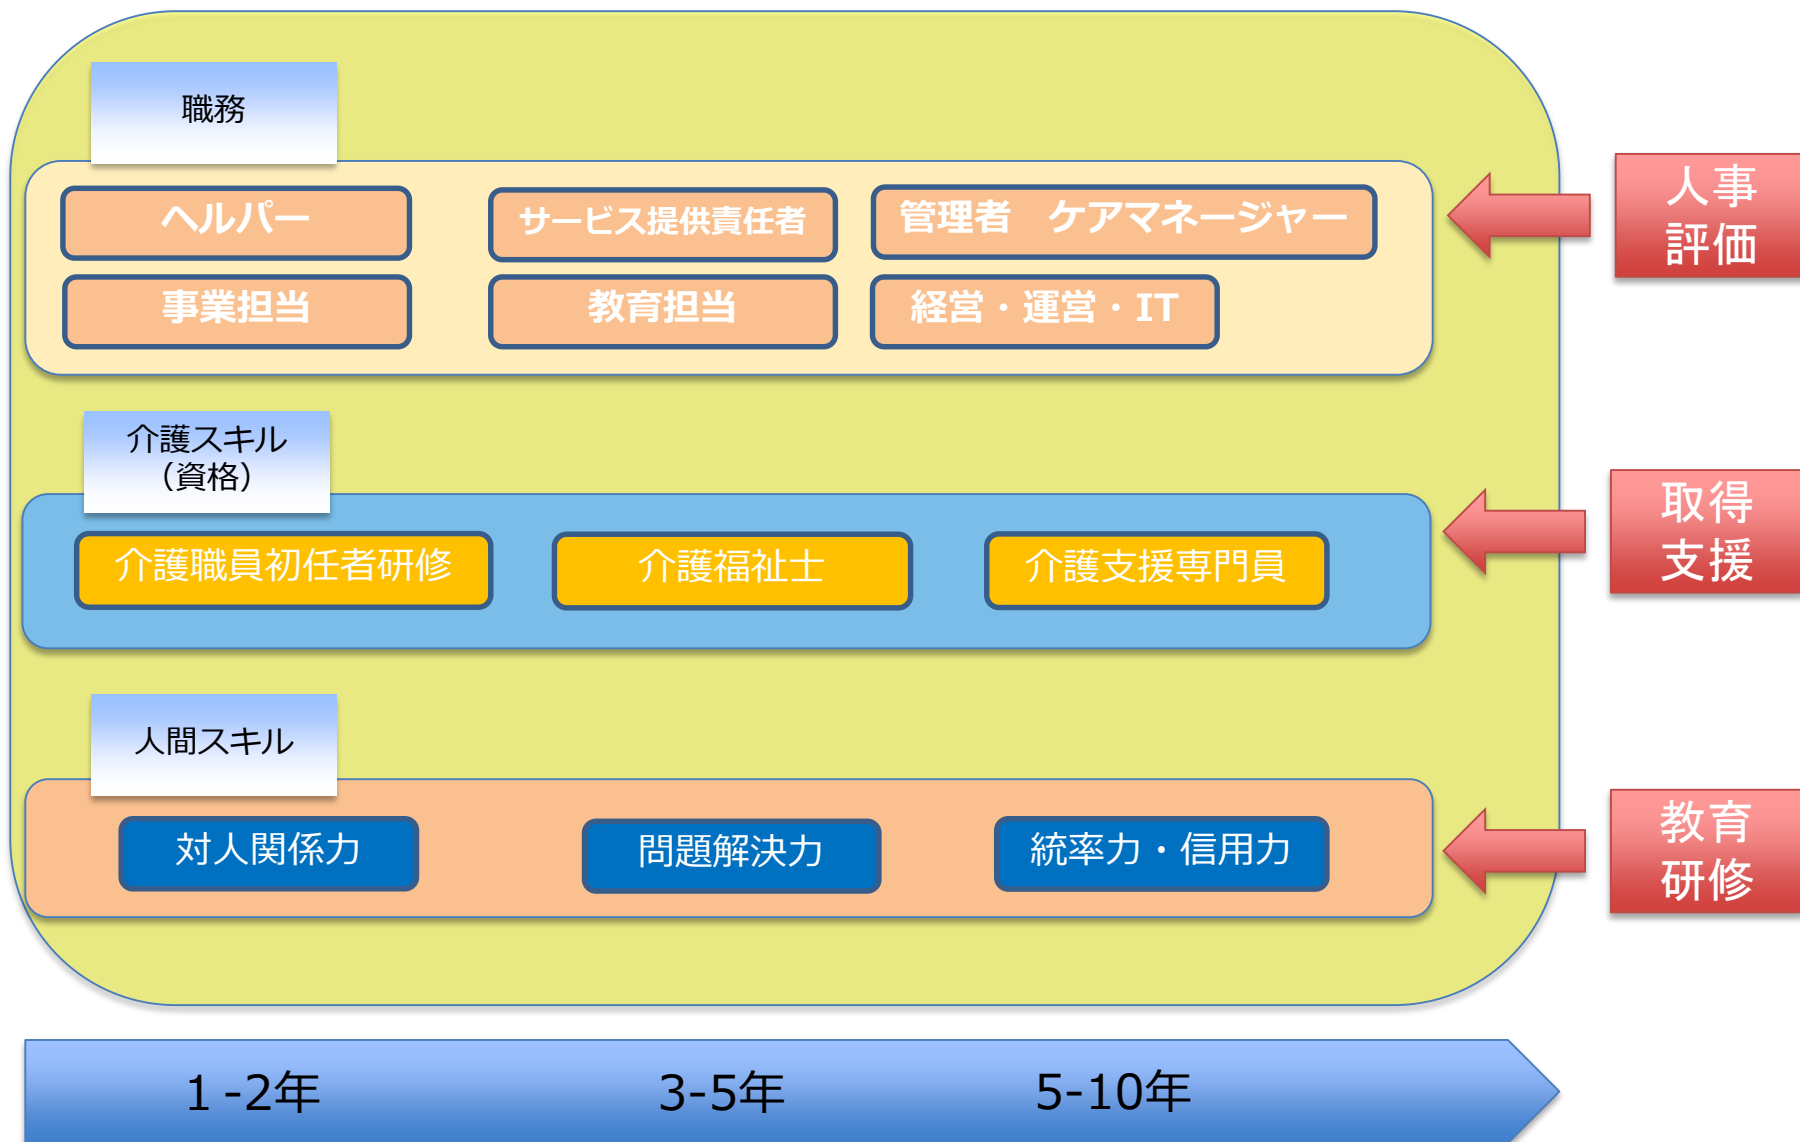 職務
ヘルパー
サービス提供責任者
管理者　ケアマネージャー
事業担当
教育担当
経営・運営・IT
人事
評価
介護スキル
（資格）
介護職員初任者研修
介護福祉士
介護支援専門員
取得
支援
人間スキル
対人関係力
問題解決力
統率力・信用力
教育
研修
１-2年
3-5年
5-10年